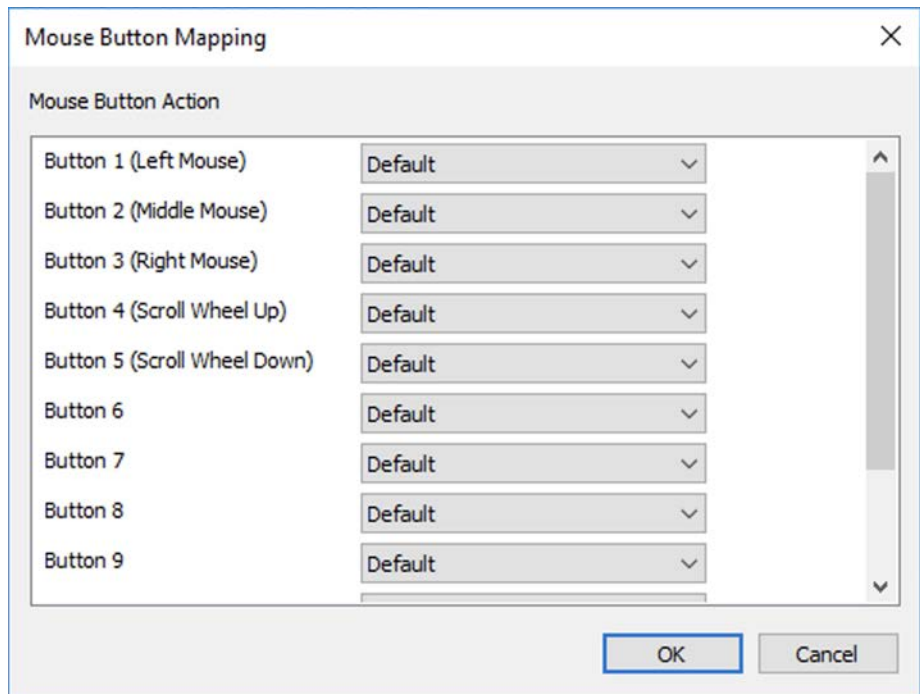 Mouse Button Mapping
Mouse Button Action
Button 1 (Left Mouse) Default
Button 2 (Middle Mouse) Default
Button 3 (Right Mouse) Default
Button 4 (Scroll Wheel Up) Default
Button 5 (Scroll Wheel Down) Default
Button 6 Default
Button 7 Default
Button 8 Default
Button 9 Default
OK Cancel